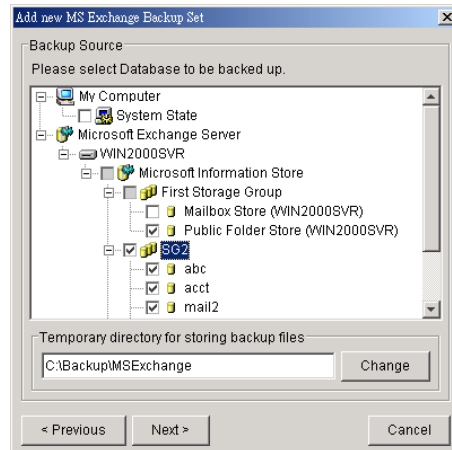 Add new MS Exchange Backup Set
Backup Source
Please select Database to be backed up.
My Computer
System State
Microsoft Exchange Server
WIN2000SVR
Microsoft Information Store
First Storage Group
Mailbox Store (WIN2000SVR)
Public Folder Store (WIN2000SVR)
SG2
abc
acct
mail2
Temporary directory for storing backup files
C:\Backup\MSExchange
Change
< Previous
Next >
Cancel